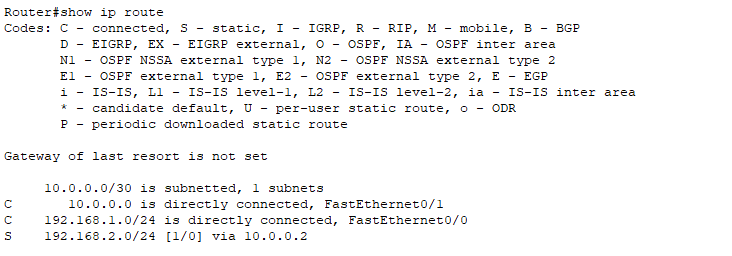 Router#show ip route
Codes: C - connected, S - static, I - IGRP, R - RIP, M - mobile, B - BGP
       D - EIGRP, EX - EIGRP external, O - OSPF, IA - OSPF inter area
       N1 - OSPF NSSA external type 1, N2 - OSPF NSSA external type 2
       E1 - OSPF external type 1, E2 - OSPF external type 2, E - EGP
       i - IS-IS, L1 - IS-IS level-1, L2 - IS-IS level-2, ia - IS-IS inter area
       * - candidate default, U - per-user static route, o - ODR
       P - periodic downloaded static route
Gateway of last resort is not set
     10.0.0.0/30 is subnetted, 1 subnets
C       10.0.0.0 is directly connected, FastEthernet0/1
C    192.168.1.0/24 is directly connected, FastEthernet0/0
S    192.168.2.0/24 [1/0] via 10.0.0.2